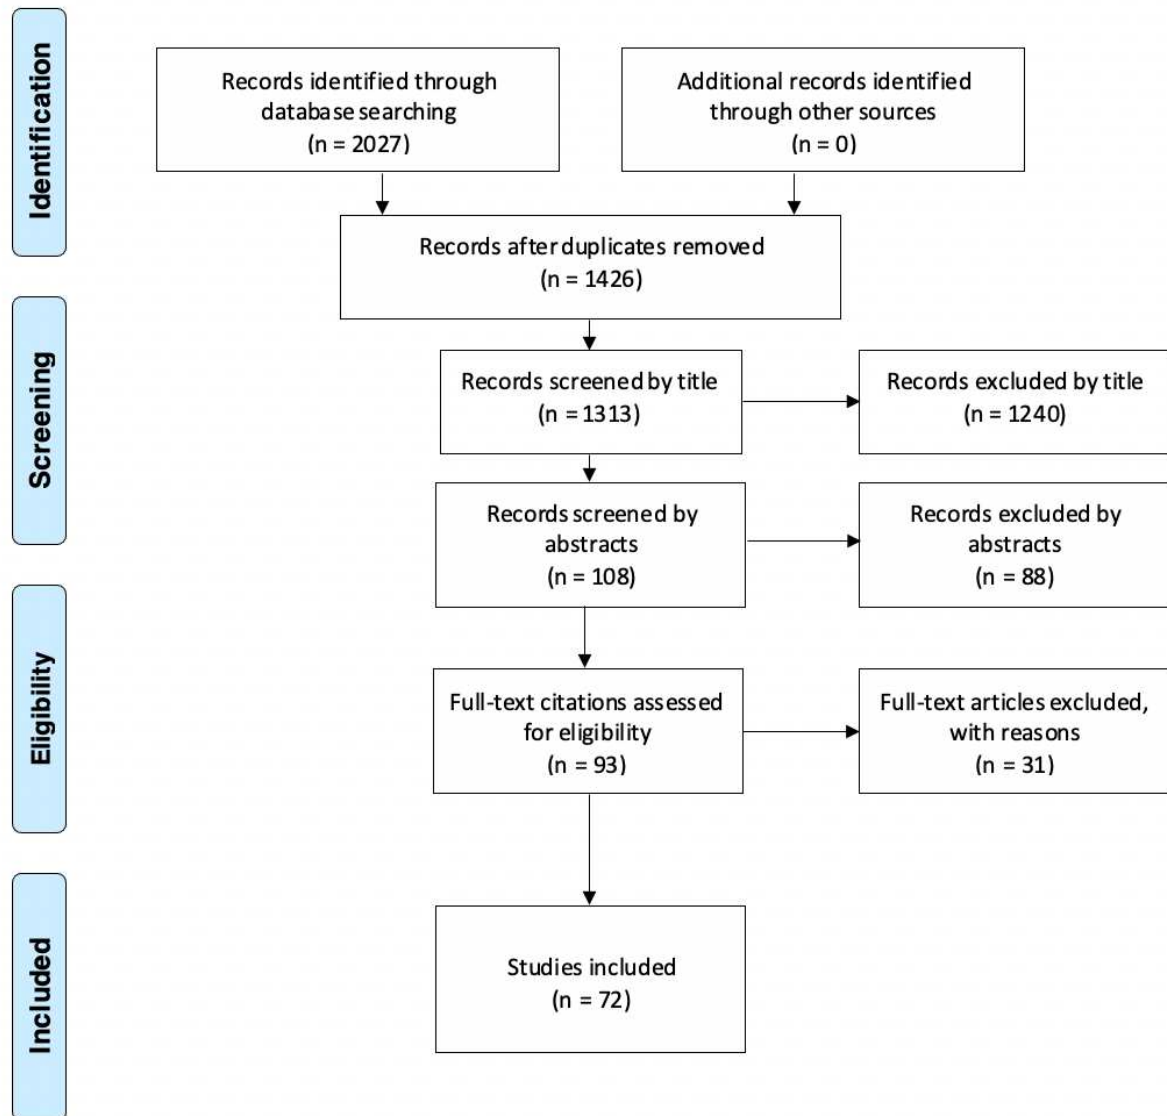 Identification
Records identified through
database searching
(n = 2027)
Additional records identified
through other sources
(n = 0)
Records after duplicates removed
(n = 1426)
Screening
Records screened by title
(n = 1313)
Records excluded by title
(n = 1240)
Records screened by
abstracts
(n = 108)
Records excluded by
abstracts
(n = 88)
Eligibility
Full-text citations assessed
for eligibility
(n = 93)
Full-text articles excluded,
with reasons
(n = 31)
Included
Studies included
(n = 72)